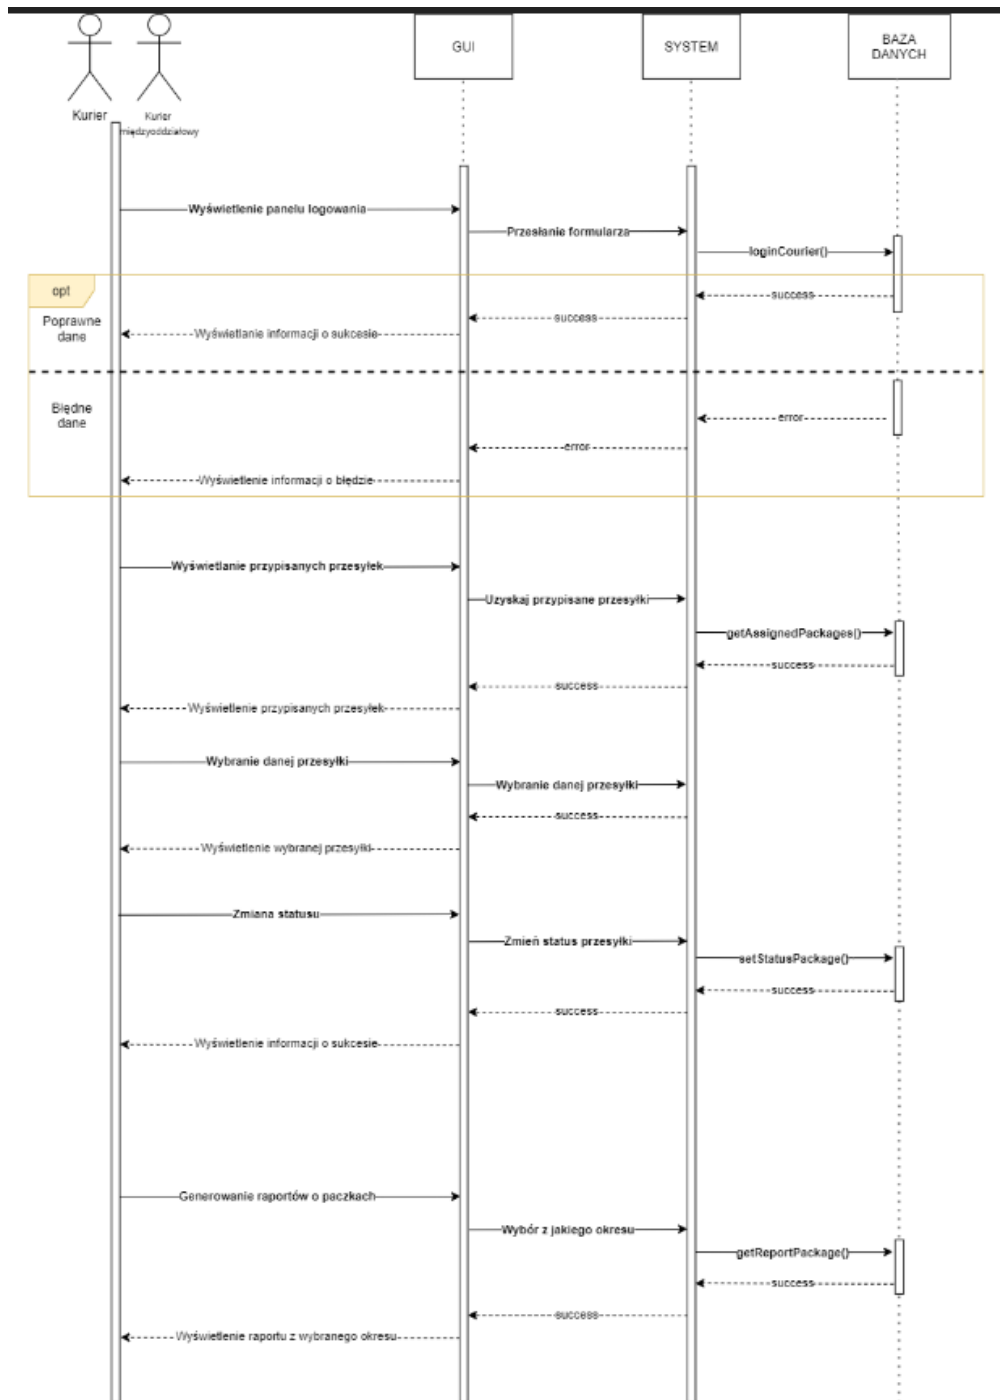 GUI
SYSTEM
BAZA
DANYCH
Kurier
Kurier
międzyoddziałowy
Wyświetlenie panelu logowania
Przesłanie formularza
loginCourier()
opt
success
Poprawne
dane
success
Wyświetlanie informacji o sukcesie
Błędne
dane
error
error
Wyświetlenie informacji o błędzie
Wyświetlanie przypisanych przesyłek
Uzyskaj przypisane przesyłki
getAssignedPackages()
success
success
Wyświetlenie przypisanych przesyłek
Wybranie danej przesyłki
Wybranie danej przesyłki
success
Wyświetlenie wybranej przesyłki
Zmiana statusu
Zmień status przesyłki
setStatusPackage()
success
success
Wyświetlenie informacji o sukcesie
Generowanie raportów o paczkach
Wybór z jakiego okresu
getReportPackage()
success
success
Wyświetlenie raportu z wybranego okresu